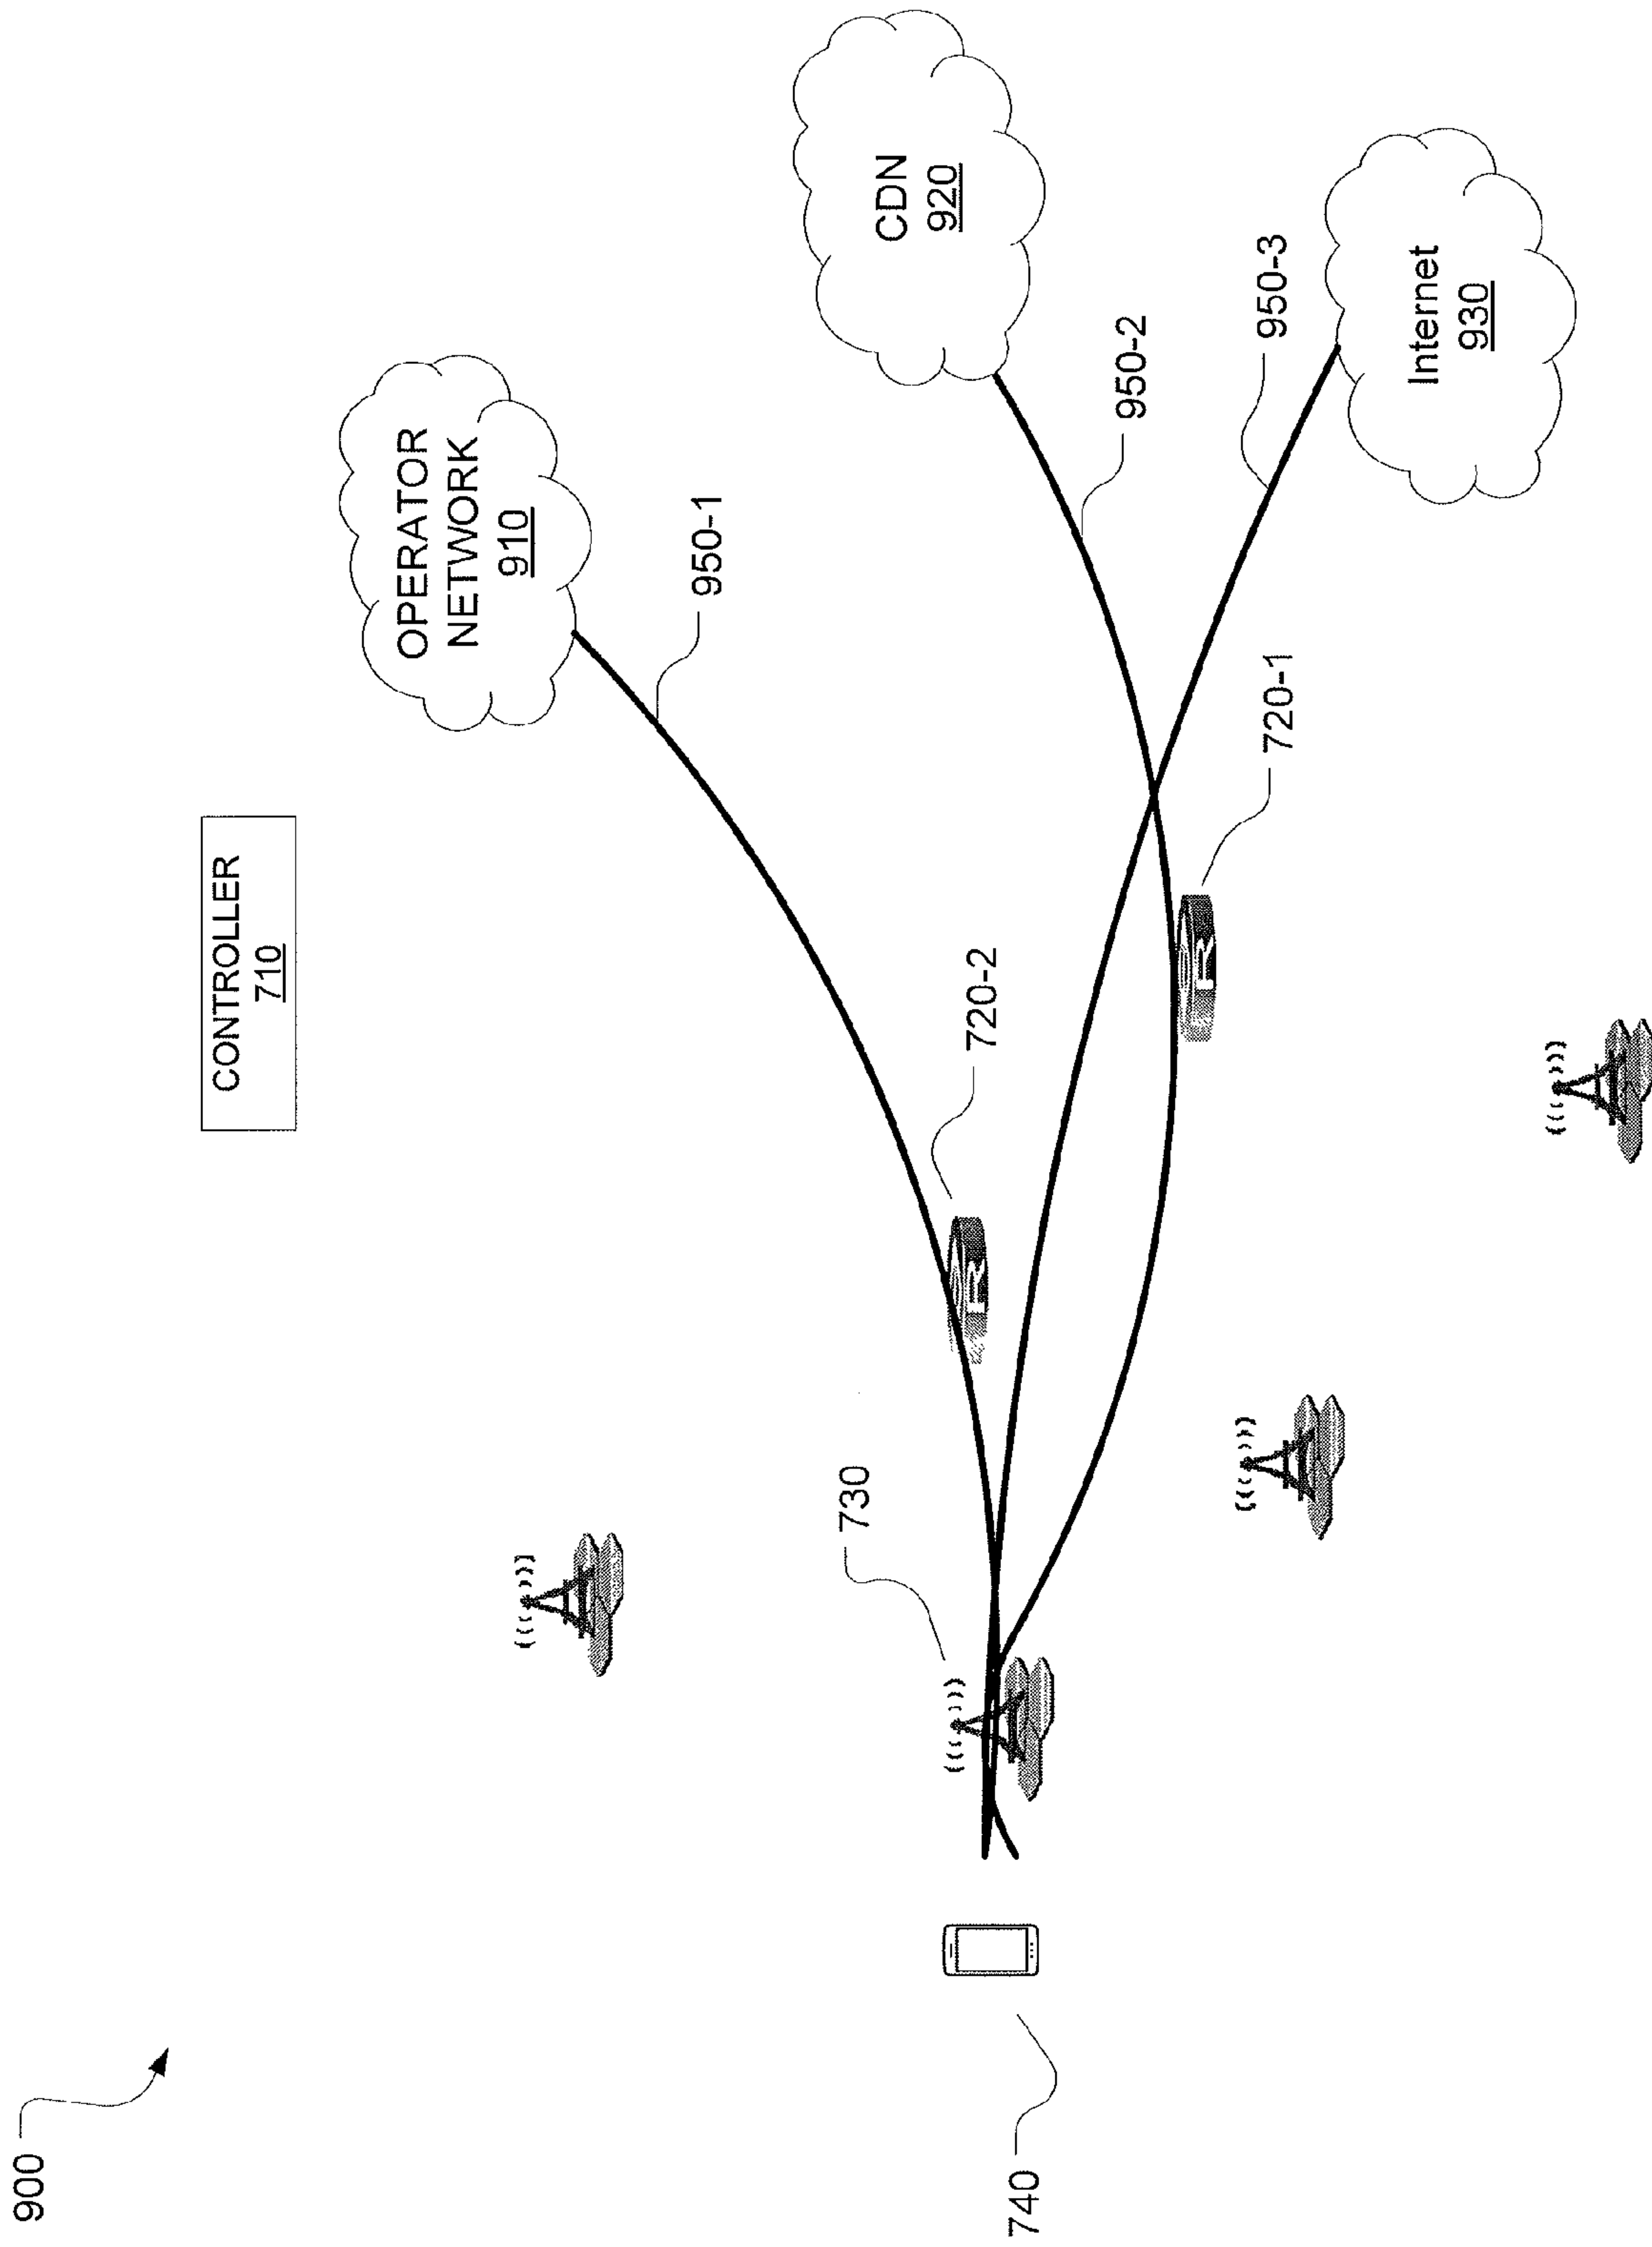 900
CONTROLLER
710
OPERATOR
NETWORK
910
950-1
CDN
920
950-2
950-3
Internet
930
720-2
R
720-1
R
730
740